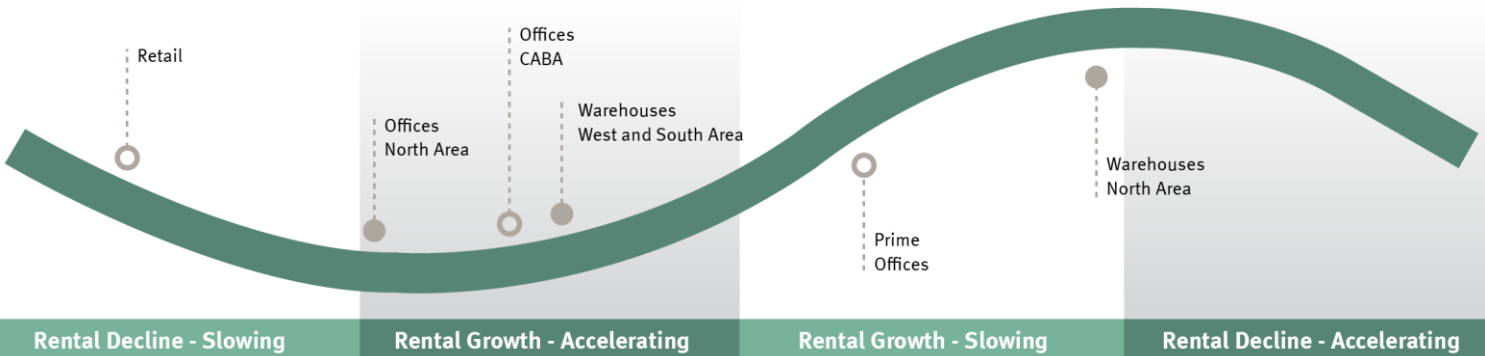 Retail
Offices
North Area
Offices
CABA
Warehouses
West and South Area
Prime
Offices
Warehouses
North Area
Rental Decline - Slowing
Rental Growth - Accelerating
Rental Growth - Slowing
Rental Decline - Accelerating